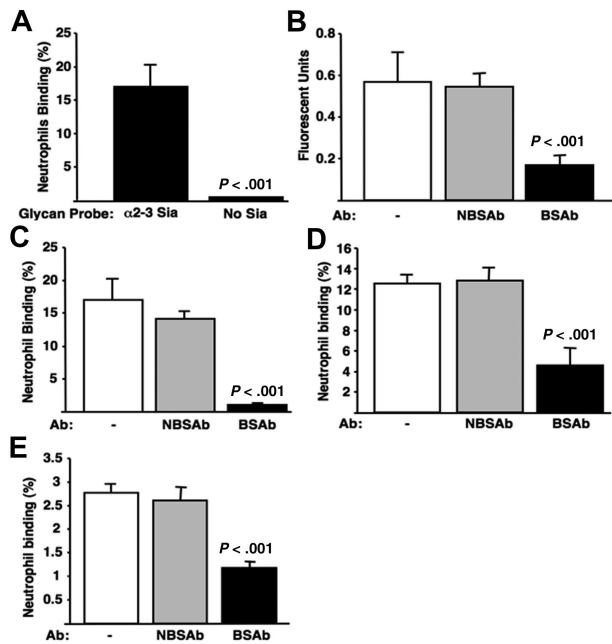 A
Neutrophils Binding (%)
25
20
15
10
5
P < .001
Glycan Probe: α2-3 Sia No Sia
B
Fluorescent Units
0.8
0.6
0.4
0.2
P < .001
Ab: - NBSAb BSAb
C
Neutrophil Binding (%)
25
20
15
10
5
P < .001
Ab: - NBSAb BSAb
D
Neutrophil binding (%)
16
14
12
10
8
6
4
2
P < .001
Ab: - NBSAb BSAb
E
Neutrophil binding (%)
3.5
3
2.5
2
1.5
1
0.5
P < .001
Ab: - NBSAb BSAb